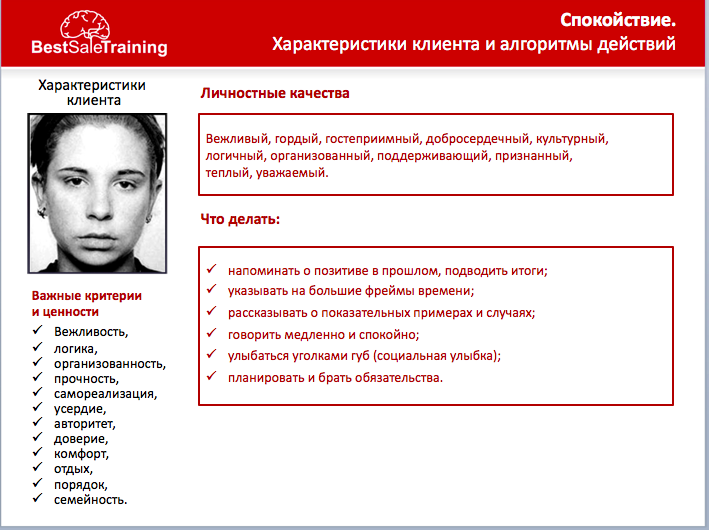 Спокойствие.
BestSaleTraining
Характеристики клиента и алгоритмы действий
Характеристики
клиента
Личностные качества
Вежливый, гордый, гостеприимный, добросердечный, культурный,
логичный, организованный, поддерживающий, признанный,
теплый, уважаемый.
Что делать:
✓ напоминать о позитиве в прошлом, подводить итоги;
✓ указывать на большие фреймы времени;
✓ рассказывать о показательных примерах и случаях;
✓ говорить медленно и спокойно;
✓ улыбаться уголками губ (социальная улыбка);
✓ планировать и брать обязательства.
Важные критерии
и ценности
✓ Вежливость,
✓ логика,
✓ организованность,
✓ прочность,
✓ самореализация,
✓ усердие,
✓ авторитет,
✓ доверие,
✓ комфорт,
✓ отдых,
✓ порядок,
✓ семейность.